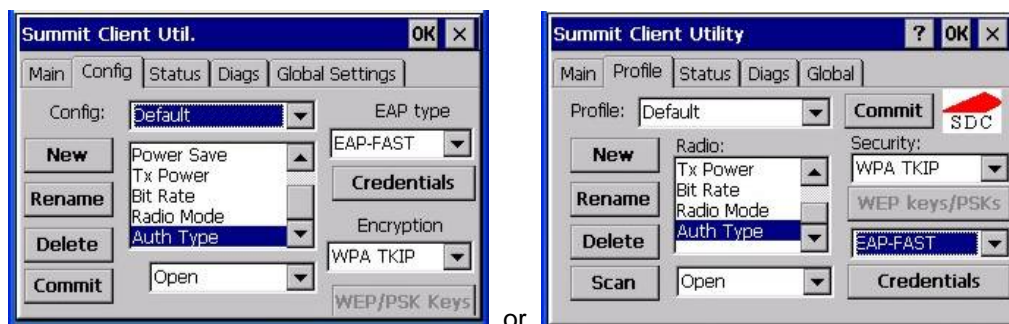 Summit Client Util. OK ×
Main Config Status Diags Global Settings
Config: Default EAP type
EAP-FAST
New Power Save
Tx Power
Credentials
Rename Bit Rate
Radio Mode
Encryption
Delete Auth Type
WPA TKIP
Commit Open
WEP/PSK Keys
or
Summit Client Utility ? OK ×
Main Profile Status Diags Global
Profile: Default Commit
SDC
Radio: Security:
New Tx Power WPA TKIP
Bit Rate
Rename Radio Mode WEP keys/PSKs
Delete Auth Type EAP-FAST
Scan Open Credentials